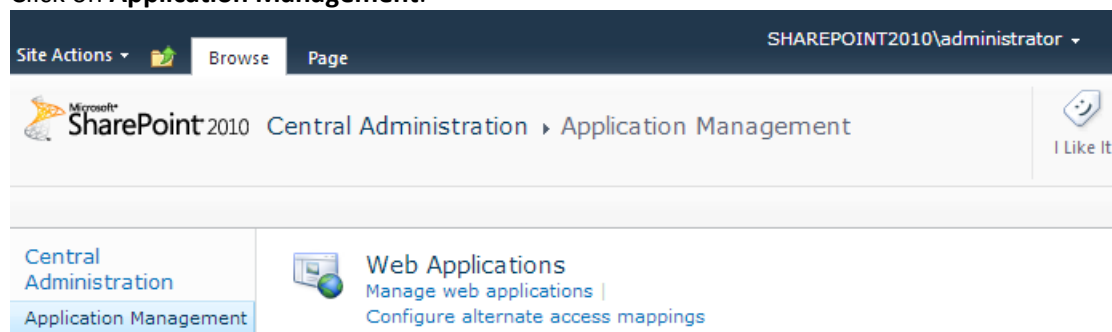 Click on Application Management.
SHAREPOINT2010\administrator
Site Actions Browse Page
Microsoft
SharePoint 2010 Central Administration Application Management
I Like It
Central
Administration
Application Management
Web Applications
Manage web applications |
Configure alternate access mappings